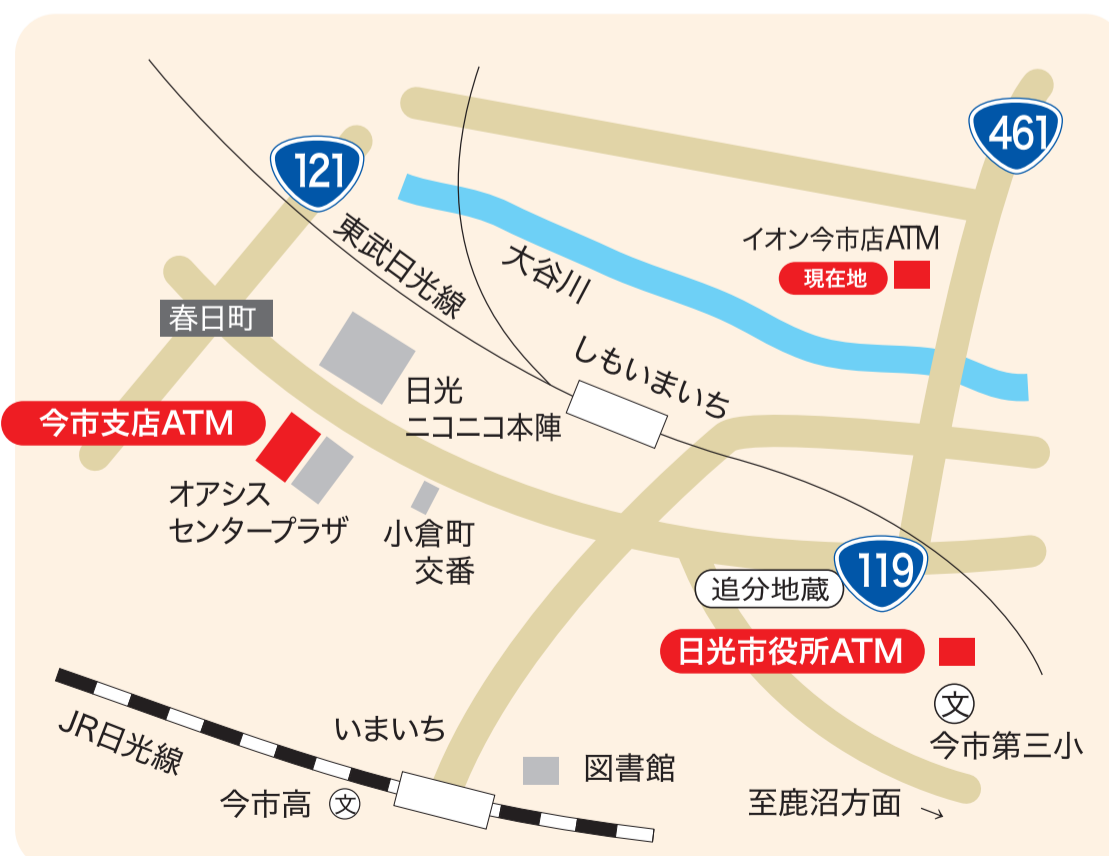 461
121
東武日光線
大谷川
イオン今市店ATM
現在地
春日町
しもいまいち
日光
ニコニコ本陣
今市支店ATM
オアシス
センタープラザ
小倉町
交番
119
追分地蔵
日光市役所ATM
文
今市第三小
JR日光線
いまいち
図書館
今市高 文
至鹿沼方面 →